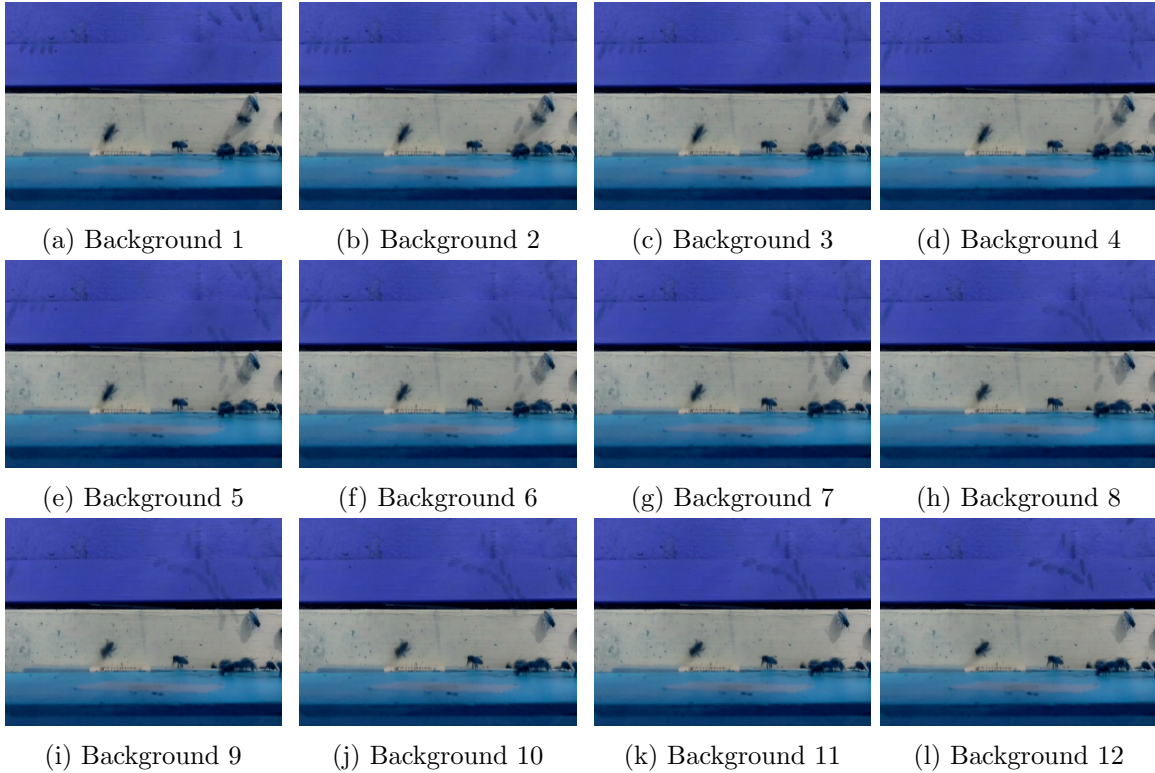 (a) Background 1
(b) Background 2
(c) Background 3
(d) Background 4
(e) Background 5
(f) Background 6
(g) Background 7
(h) Background 8
(i) Background 9
(j) Background 10
(k) Background 11
(l) Background 12